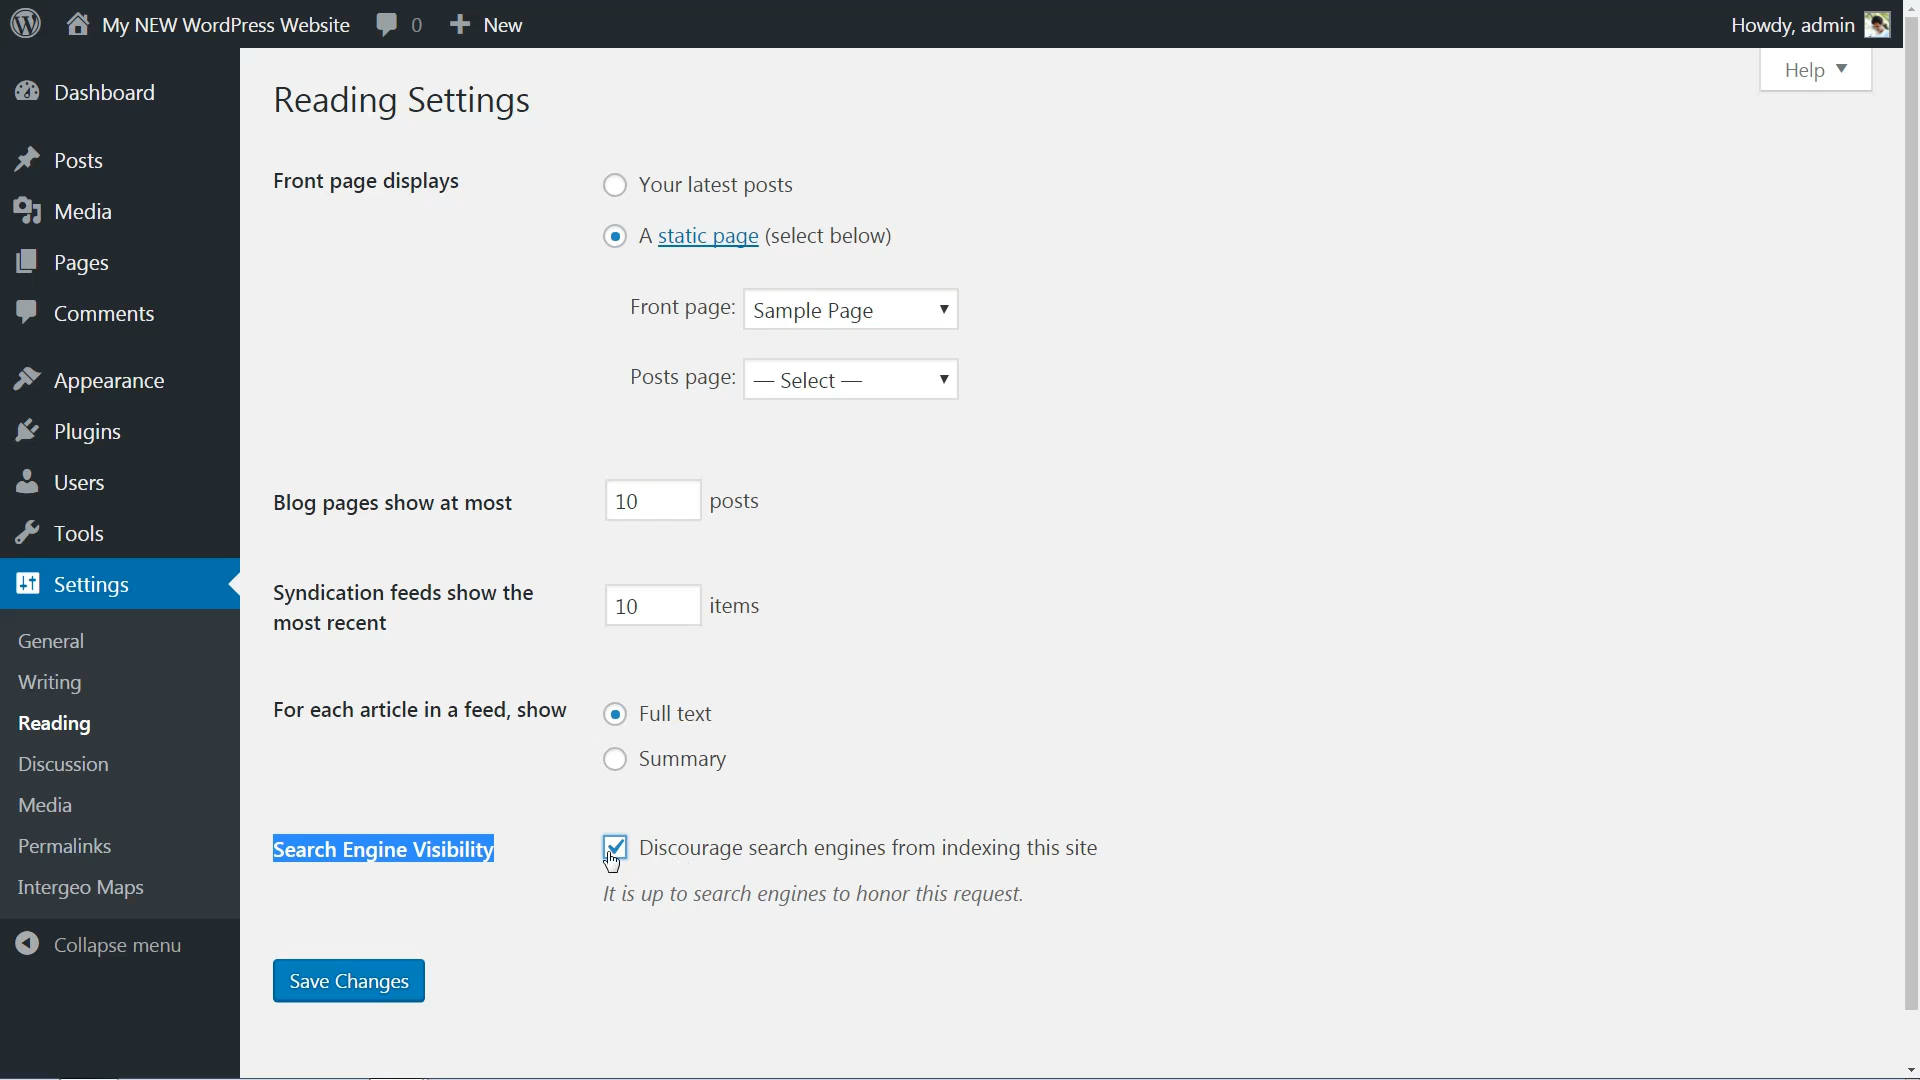 My NEW WordPress Website 0 New Howdy, admin
Help
Dashboard
Posts
Media
Pages
Comments
Appearance
Plugins
Users
Tools
Settings
General
Writing
Reading
Discussion
Media
Permalinks
Intergeo Maps
Collapse menu
Reading Settings
Front page displays
Your latest posts
A static page (select below)
Front page: Sample Page
Posts page: — Select —
Blog pages show at most 10 posts
Syndication feeds show the
most recent
10 items
For each article in a feed, show
Full text
Summary
Search Engine Visibility
Discourage search engines from indexing this site
It is up to search engines to honor this request.
Save Changes